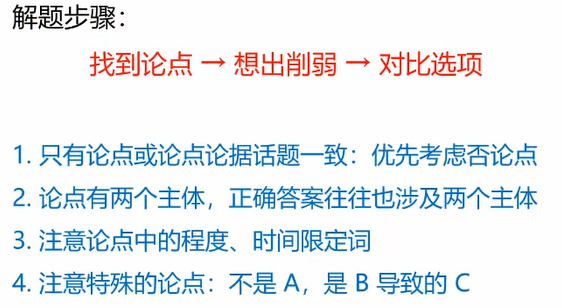 解题步骤：
找到论点 → 想出削弱 → 对比选项
1. 只有论点或论点论据话题一致：优先考虑否论点
2. 论点有两个主体，正确答案往往也涉及两个主体
3. 注意论点中的程度、时间限定词
4. 注意特殊的论点：不是 A，是 B 导致的 C